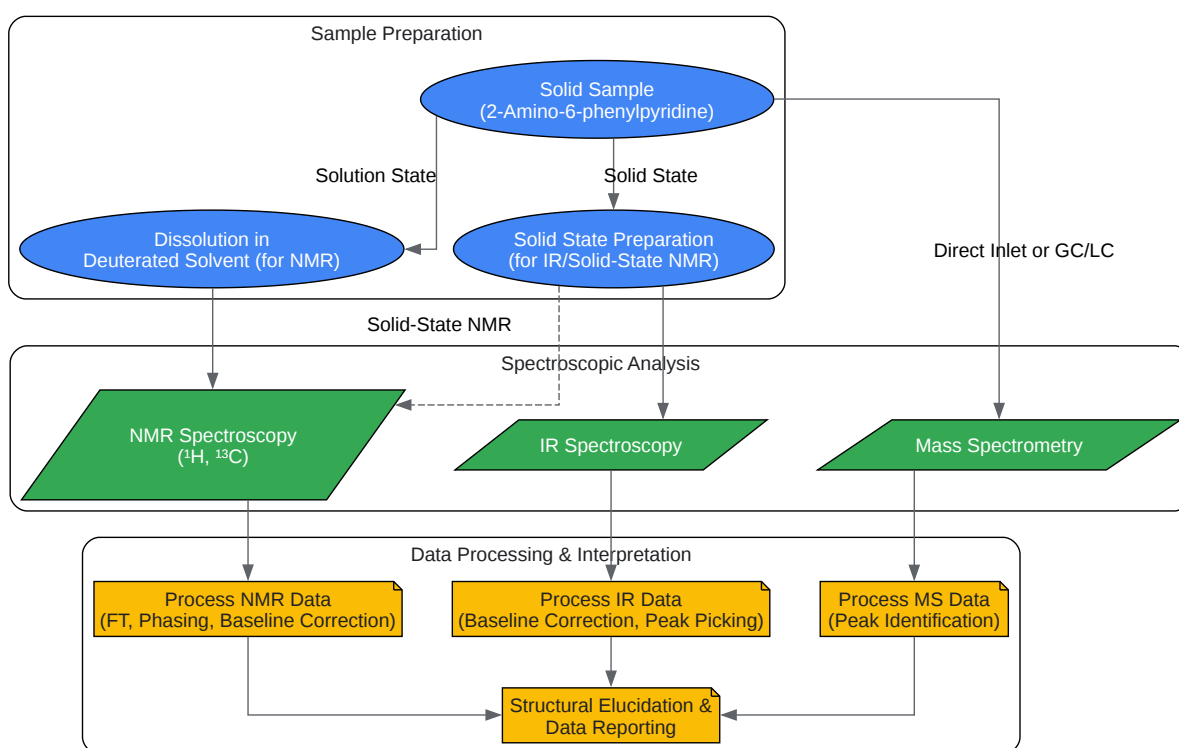 Sample Preparation
Solid Sample
(2-Amino-6-phenylpyridine)
Solution State
Solid State
Dissolution in
Deuterated Solvent (for NMR)
Solid State Preparation
(for IR/Solid-State NMR)
Direct Inlet or GC/LC
Solid-State NMR
Spectroscopic Analysis
NMR Spectroscopy
(¹H, ¹³C)
IR Spectroscopy
Mass Spectrometry
Data Processing & Interpretation
Process NMR Data
(FT, Phasing, Baseline Correction)
Process IR Data
(Baseline Correction, Peak Picking)
Process MS Data
(Peak Identification)
Structural Elucidation &
Data Reporting